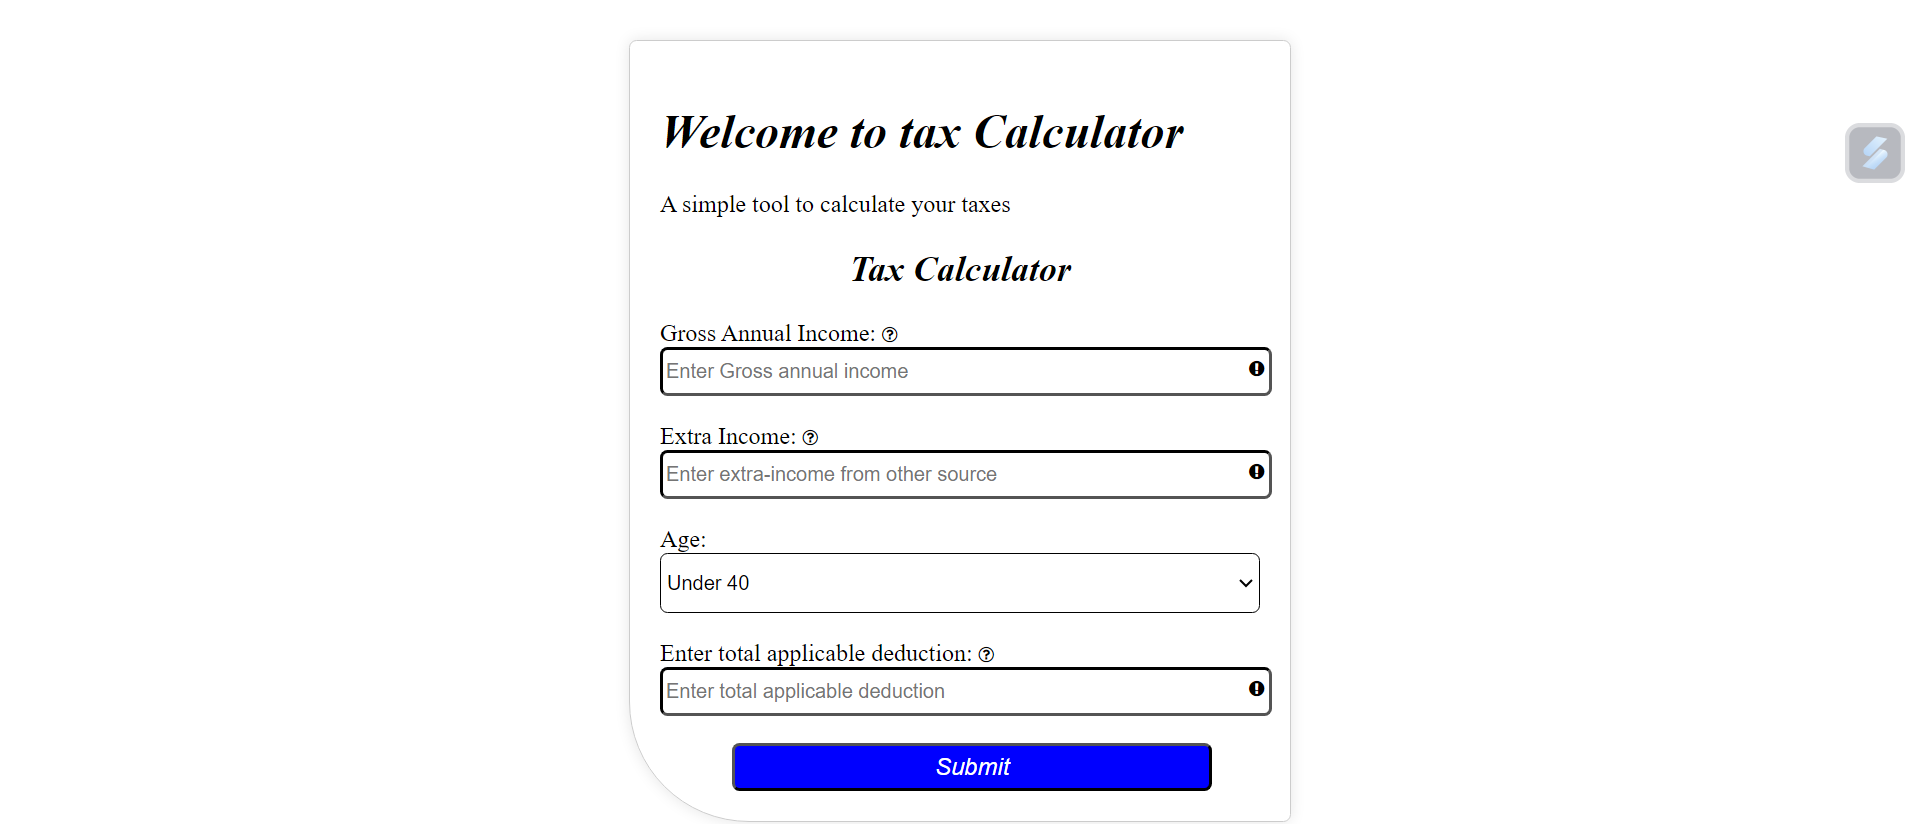 Welcome to tax Calculator
A simple tool to calculate your taxes
Tax Calculator
Gross Annual Income:
Enter Gross annual income
Extra Income:
Enter extra-income from other source
Age:
Under 40
Enter total applicable deduction:
Enter total applicable deduction
Submit